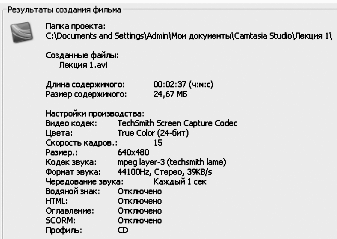 Результаты создания фильма
Папка проекта:
C:\Documents and Settings\Admin\Мои документы\Camtasia Studio\Лекция 1\
Созданные файлы:
Лекция 1.avi
Длина содержимого: 00:02:37 (ч:м:с)
Размер содержимого: 24,67 МБ
Настройки производства:
Видео кодек: TechSmith Screen Capture Codec
Цвета: True Color (24-бит)
Скорость кадров.: 15
Размер.: 640x480
Кодек звука: mpeg layer-3 (techsmith lame)
Формат звука: 44100Hz, Стерео, 39KB/s
Чередование звука: Каждый 1 сек
Водяной знак: Отключено
HTML: Отключено
Оглавление: Отключено
SCORM: Отключено
Профиль: CD